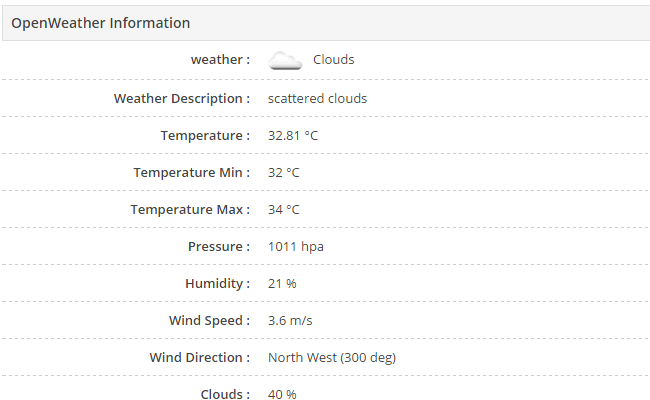 OpenWeather Information
weather : Clouds
Weather Description : scattered clouds
Temperature : 32.81 °C
Temperature Min : 32 °C
Temperature Max : 34 °C
Pressure : 1011 hpa
Humidity : 21 %
Wind Speed : 3.6 m/s
Wind Direction : North West (300 deg)
Clouds : 40 %